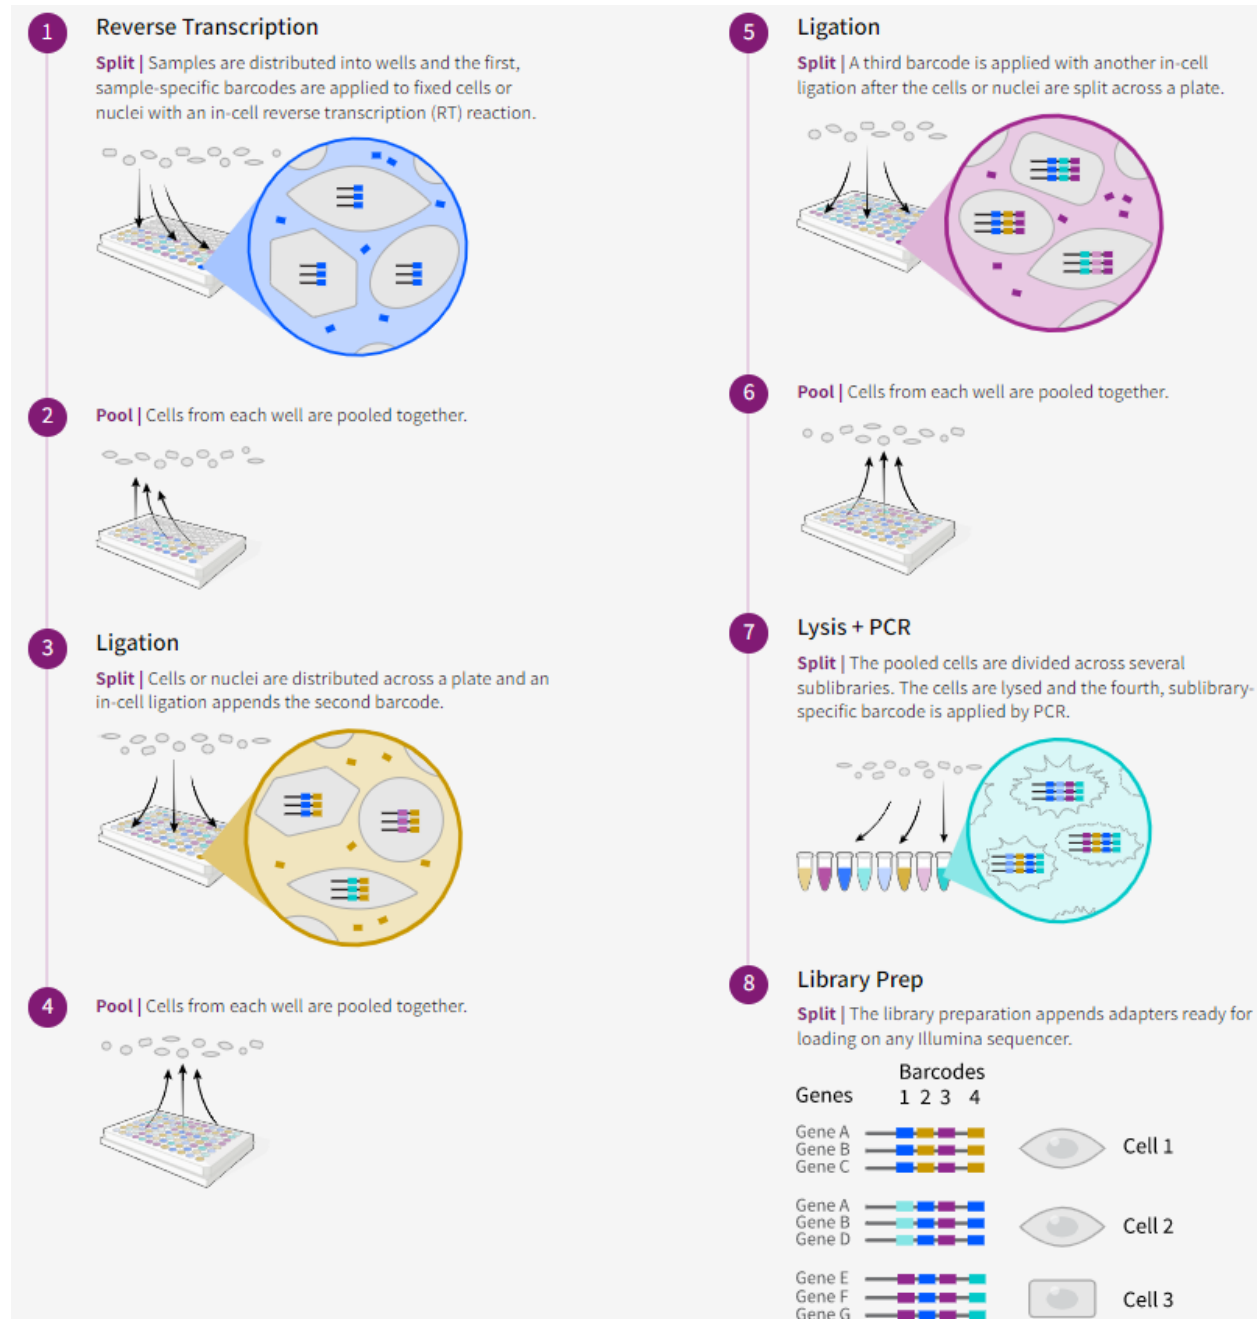 1
Reverse Transcription
Split | Samples are distributed into wells and the first,
sample-specific barcodes are applied to fixed cells or
nuclei with an in-cell reverse transcription (RT) reaction.
2
Pool | Cells from each well are pooled together.
3
Ligation
Split | Cells or nuclei are distributed across a plate and an
in-cell ligation appends the second barcode.
4
Pool | Cells from each well are pooled together.
5
Ligation
Split | A third barcode is applied with another in-cell
ligation after the cells or nuclei are split across a plate.
6
Pool | Cells from each well are pooled together.
7
Lysis + PCR
Split | The pooled cells are divided across several
sublibraries. The cells are lysed and the fourth, sublibrary-
specific barcode is applied by PCR.
8
Library Prep
Split | The library preparation appends adapters ready for
loading on any Illumina sequencer.
Barcodes
Genes 1 2 3 4
Gene A
Gene B
Gene C
Cell 1
Gene A
Gene B
Gene D
Cell 2
Gene E
Gene F
Gene G
Cell 3